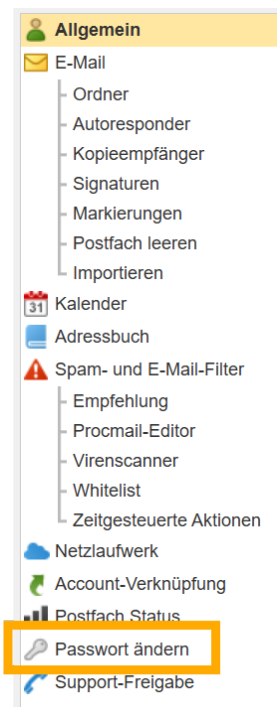 Allgemein
E-Mail
Ordner
Autoresponder
Kopieempfänger
Signaturen
Markierungen
Postfach leeren
Importieren
31 Kalender
Adressbuch
Spam- und E-Mail-Filter
Empfehlung
Procmail-Editor
Virenscanner
Whitelist
Zeitgesteuerte Aktionen
Netzlaufwerk
Account-Verknüpfung
Postfach Status
Passwort ändern
Support-Freigabe